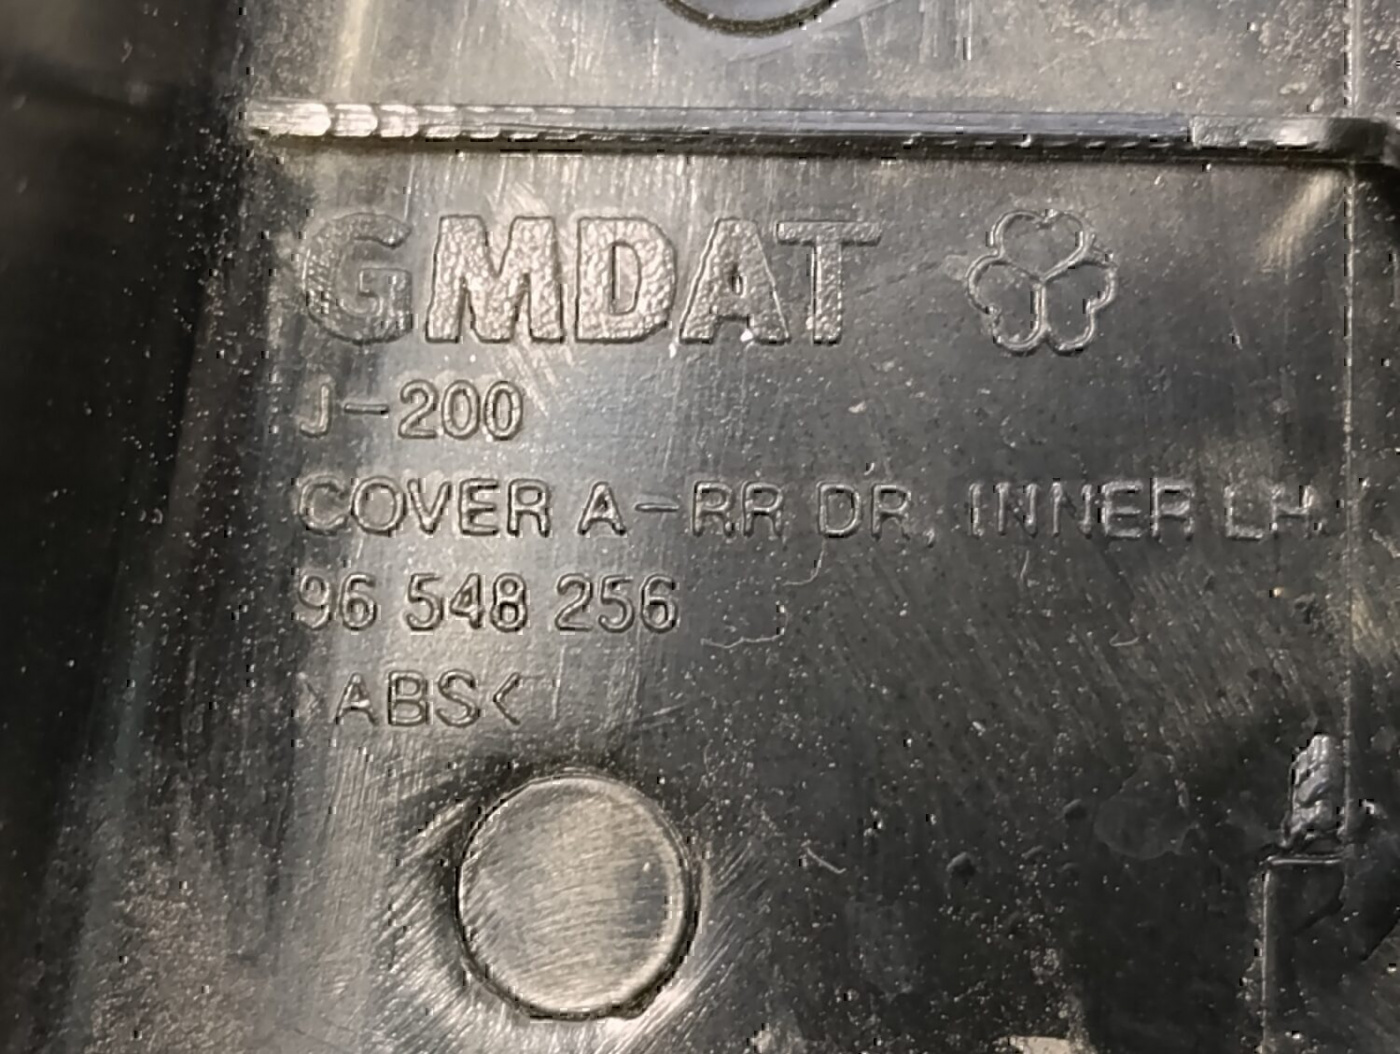 GMDAT
J-200
COVER A-RR DR, INNER LH.
96 548 256
>ABS<